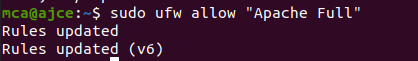 mca@ajce:~$ sudo ufw allow "Apache Full"
Rules updated
Rules updated (v6)